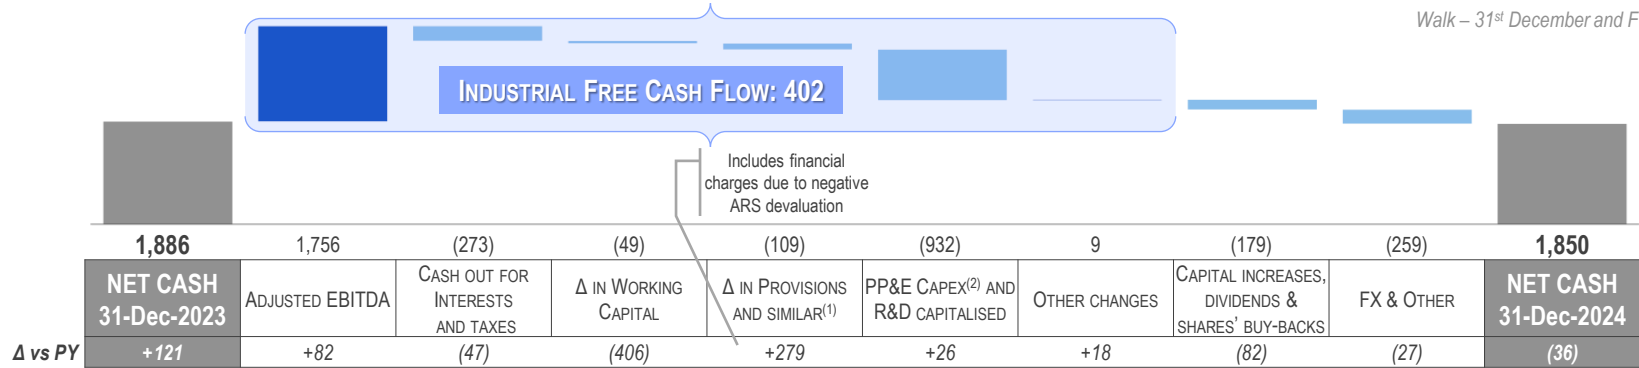 Walk – 31st December and F
INDUSTRIAL FREE CASH FLOW: 402
Includes financial
charges due to negative
ARS devaluation
1,886 1,756 (273) (49) (109) (932) 9 (179) (259) 1,850
NET CASH
31-Dec-2023
ADJUSTED EBITDA
CASH OUT FOR
INTERESTS
AND TAXES
Δ IN WORKING
CAPITAL
Δ IN PROVISIONS
AND SIMILAR(1)
PP&E CAPEX(2) AND
R&D CAPITALISED
OTHER CHANGES
CAPITAL INCREASES,
DIVIDENDS &
SHARES' BUY-BACKS
FX & OTHER
NET CASH
31-Dec-2024
Δ vs PY +121 +82 (47) (406) +279 +26 +18 (82) (27) (36)